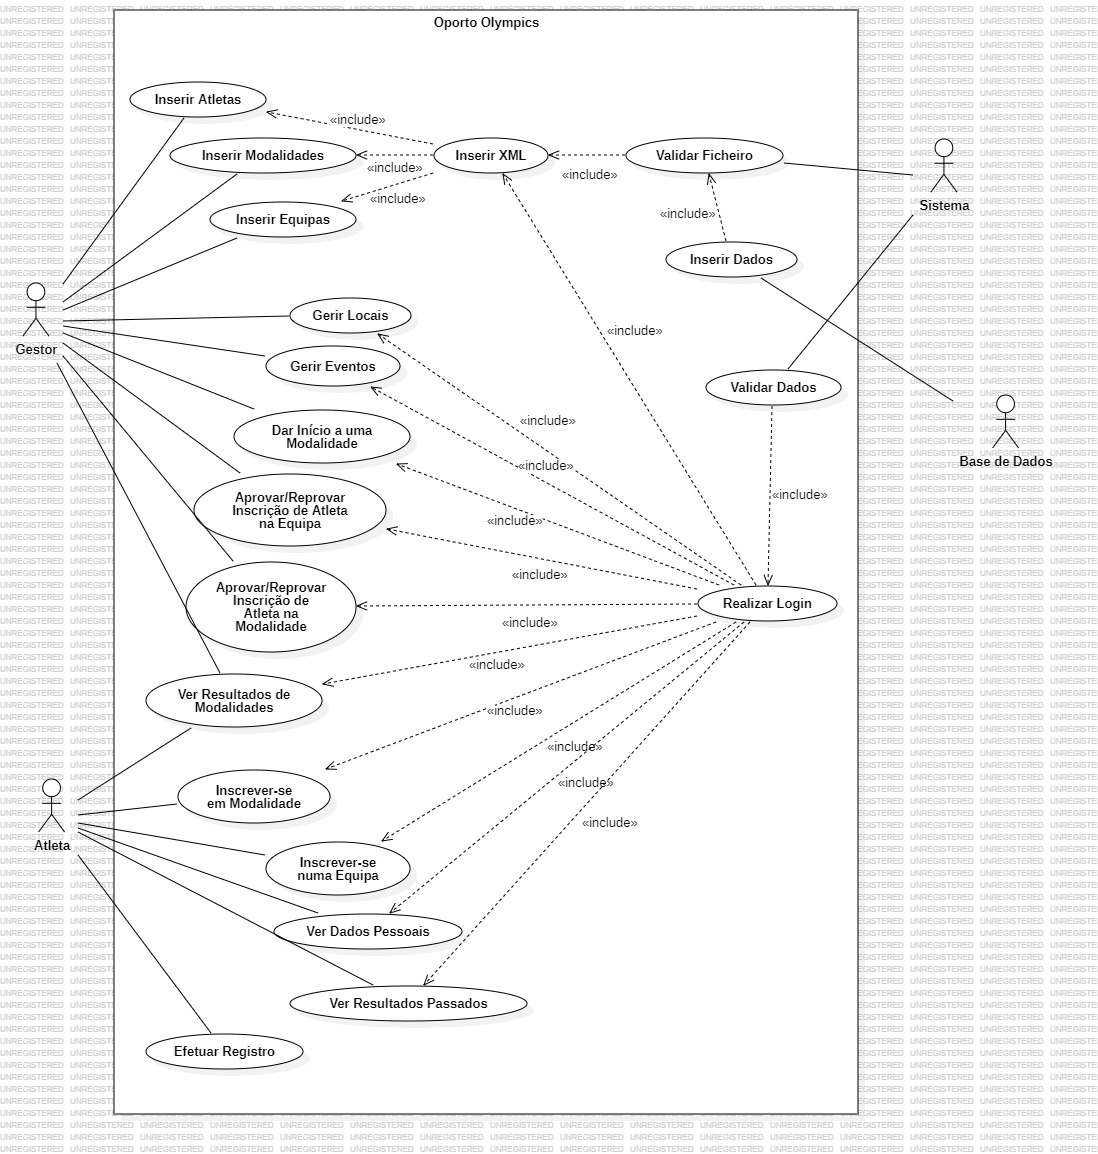 Oporto Olympics
Inserir Atletas
«include»
Inserir Modalidades
«include»
Inserir XML
«include»
Validar Ficheiro
Sistema
«include»
Inserir Equipas
«include»
Inserir Dados
Gestor
Gerir Locais
«include»
Gerir Eventos
Validar Dados
«include»
Dar Início a uma
Modalidade
«include»
Base de Dados
Aprovar/Reprovar
Inscrição de Atleta
na Equipa
«include»
«include»
«include»
Aprovar/Reprovar
Inscrição de
Atleta na
Modalidade
Realizar Login
«include»
«include»
Ver Resultados de
Modalidades
«include»
«include»
Inscrever-se
em Modalidade
«include»
«include»
Atleta
Inscrever-se
numa Equipa
Ver Dados Pessoais
Ver Resultados Passados
Efetuar Registro
UNREGISTERED